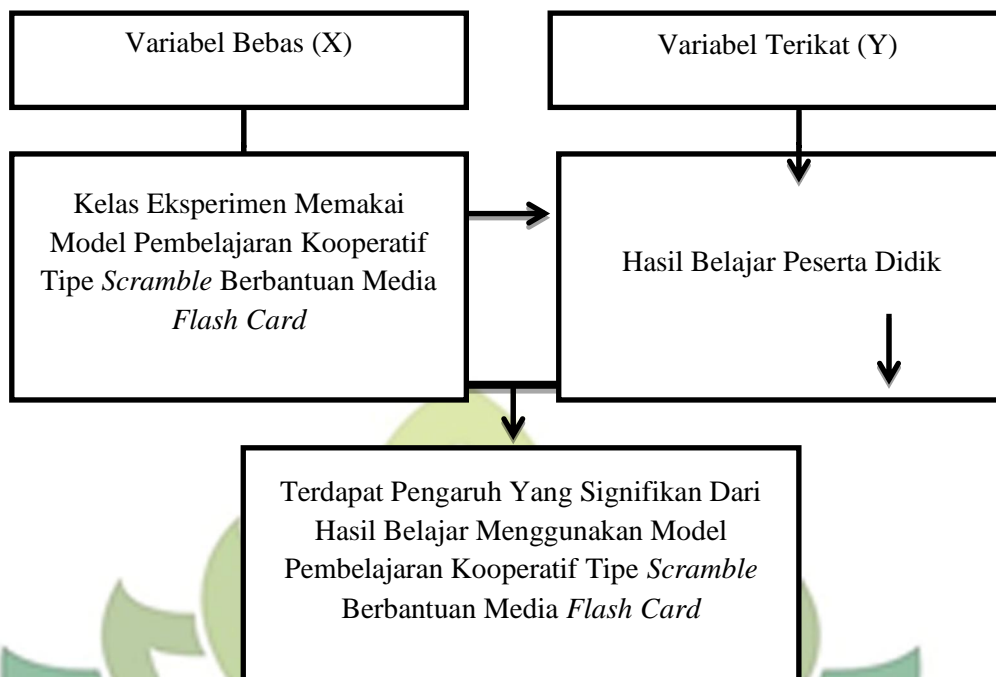 Variabel Bebas (X)
Variabel Terikat (Y)
Kelas Eksperimen Memakai
Model Pembelajaran Kooperatif
Tipe Scramble Berbantuan Media
Flash Card
Hasil Belajar Peserta Didik
Terdapat Pengaruh Yang Signifikan Dari
Hasil Belajar Menggunakan Model
Pembelajaran Kooperatif Tipe Scramble
Berbantuan Media Flash Card